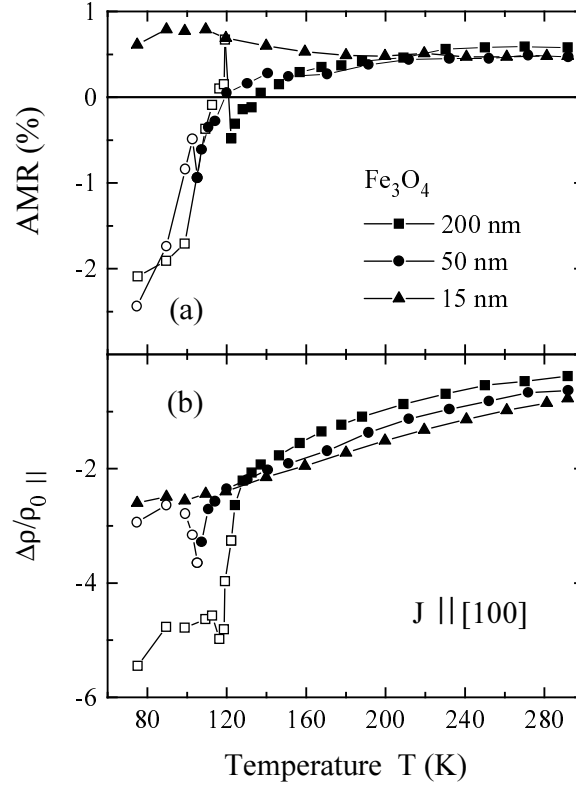 1
0
-1
-2
AMR (%)
Fe₃O₄
200 nm
50 nm
15 nm
(a)
(b)
-2
-4
-6
Δρ/ρ₀ ||
J || [100]
80 120 160 200 240 280
Temperature T (K)